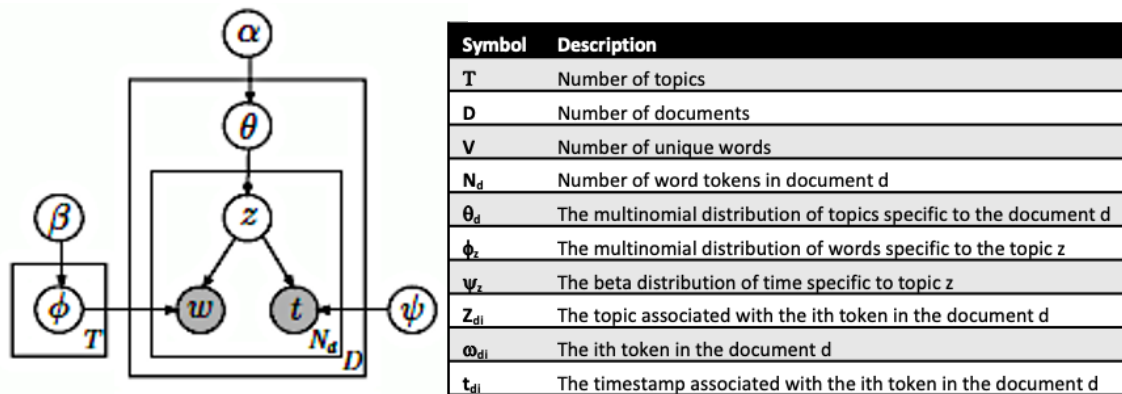 α
θ
z
β
ϕ
w
t
ψ
T
N_d
D
Symbol Description
T Number of topics
D Number of documents
V Number of unique words
N_d Number of word tokens in document d
θ_d The multinomial distribution of topics specific to the document d
ϕ_z The multinomial distribution of words specific to the topic z
ψ_z The beta distribution of time specific to topic z
Z_di The topic associated with the ith token in the document d
ω_di The ith token in the document d
t_di The timestamp associated with the ith token in the document d